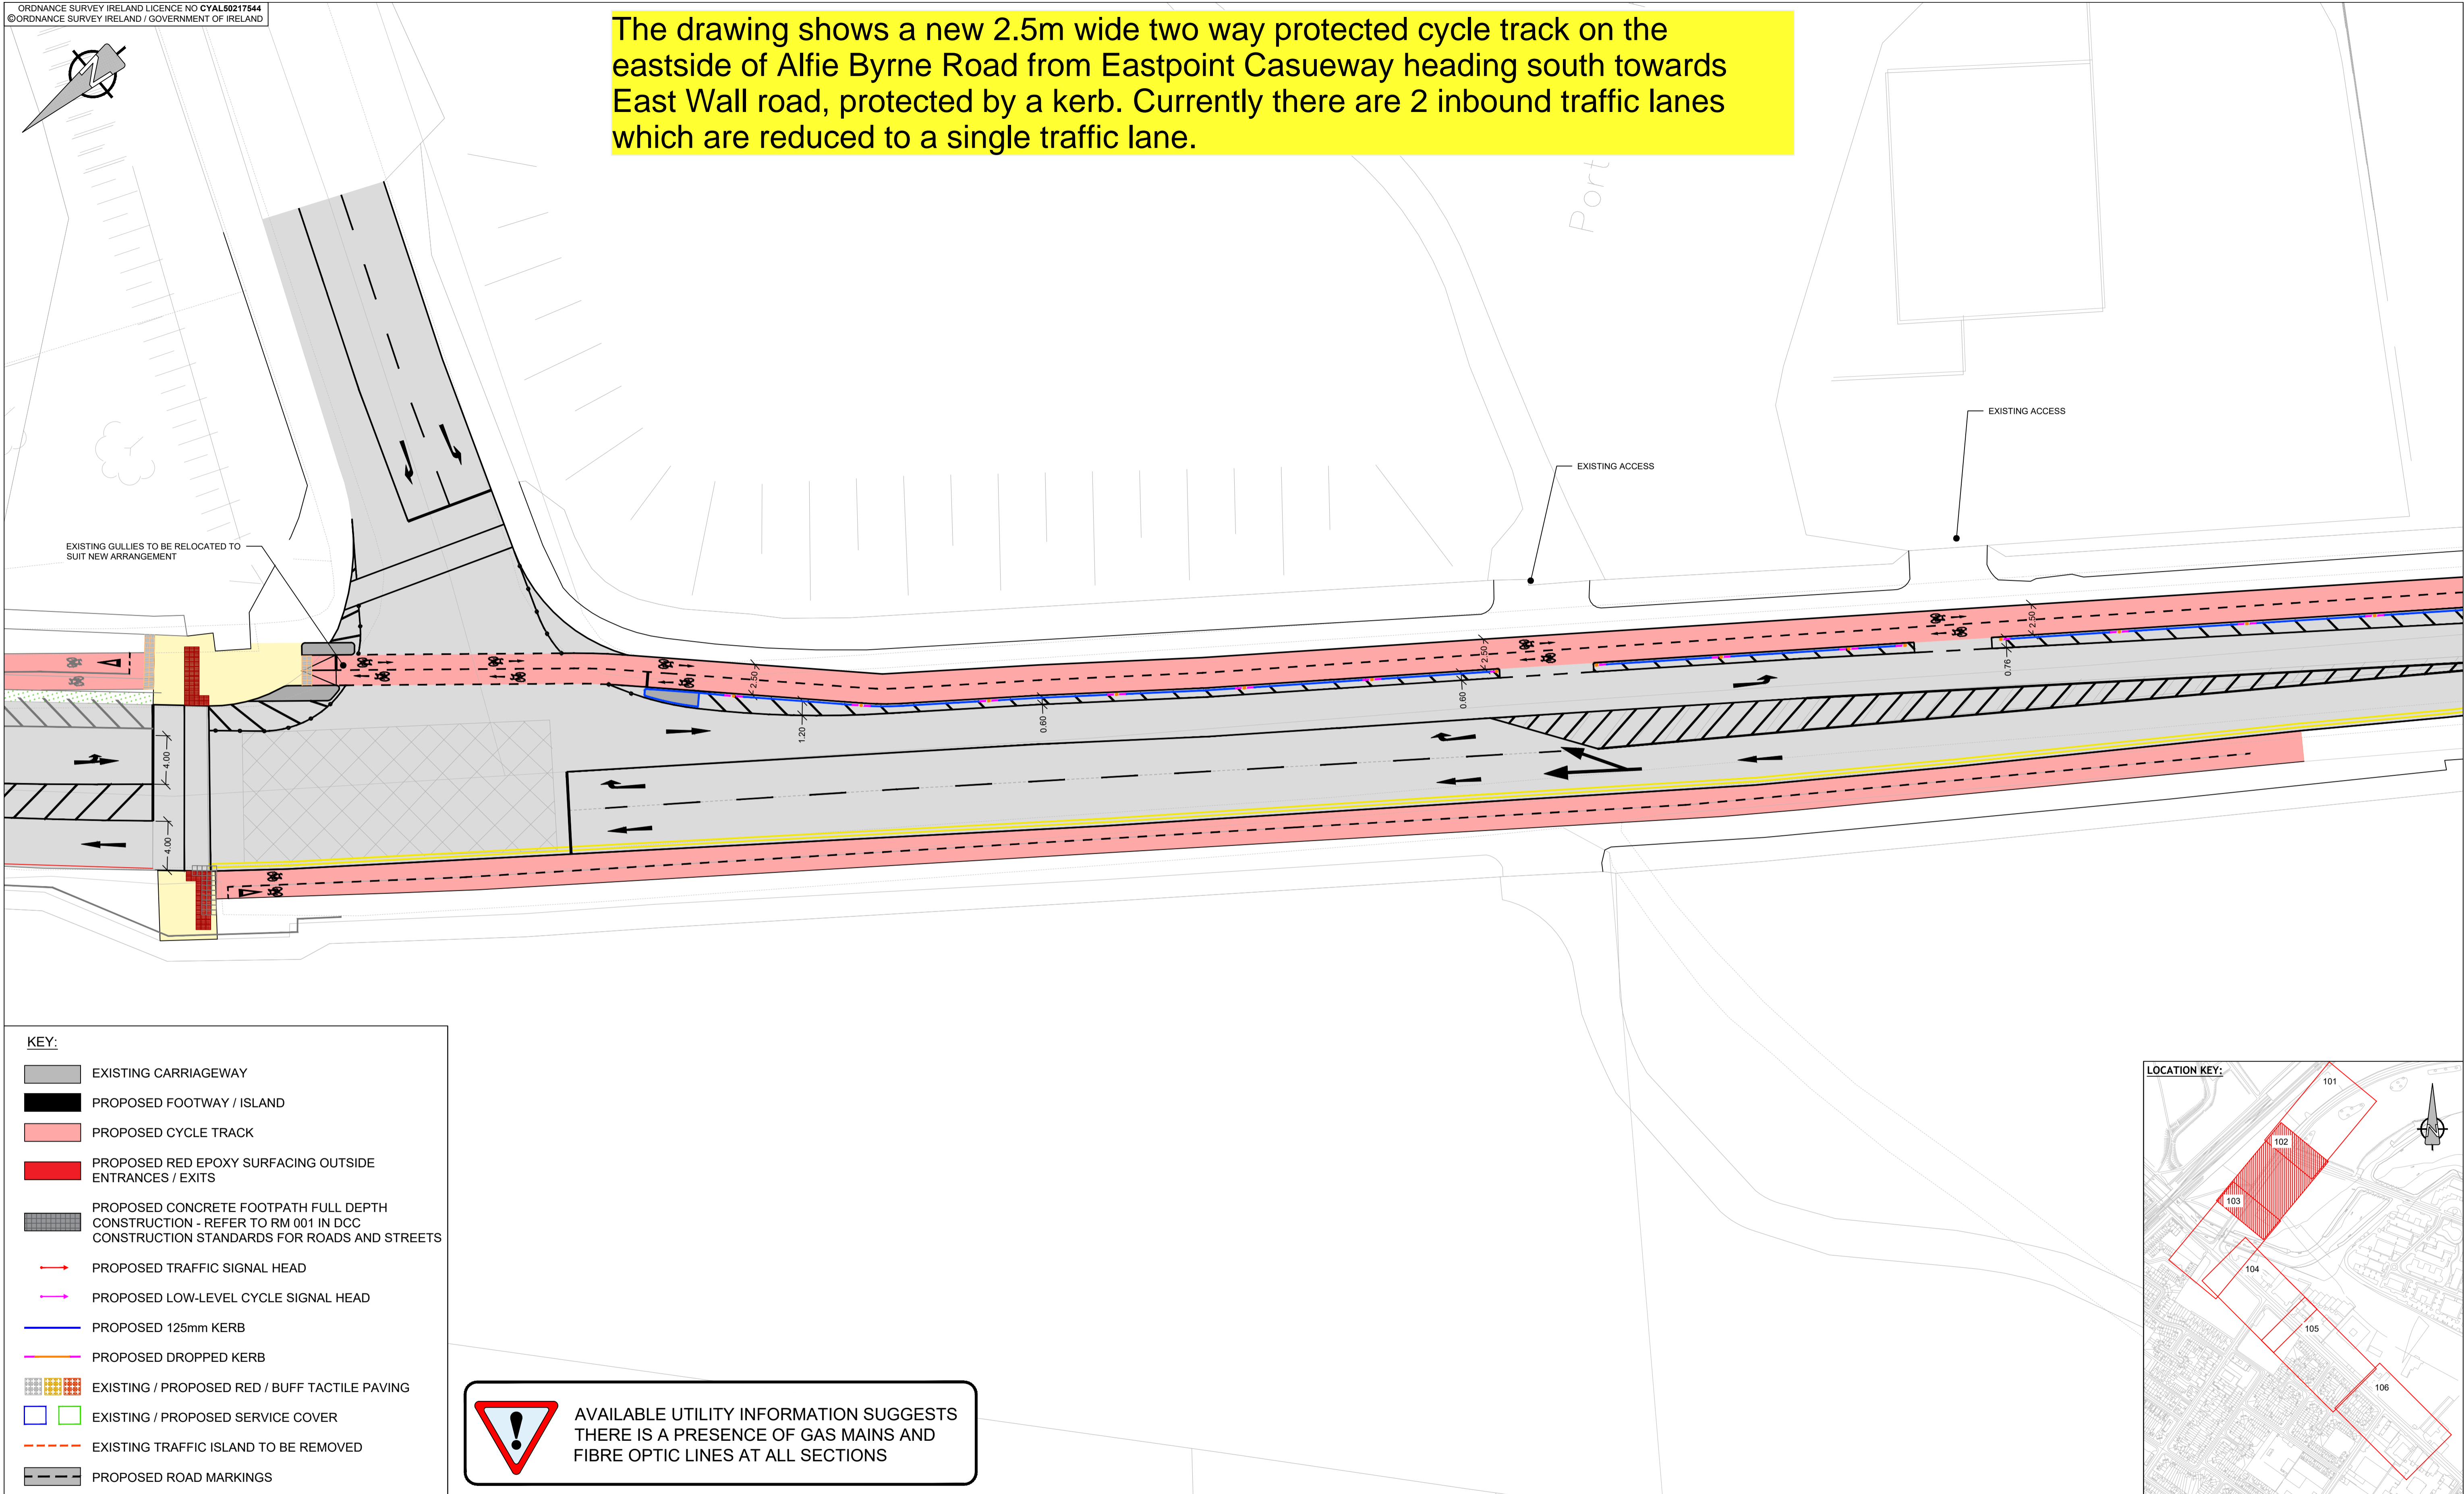 ORDNANCE SURVEY IRELAND LICENCE NO CYAL50217544
©ORDNANCE SURVEY IRELAND / GOVERNMENT OF IRELAND
N
The drawing shows a new 2.5m wide two way protected cycle track on the
eastside of Alfie Byrne Road from Eastpoint Casueway heading south towards
East Wall road, protected by a kerb. Currently there are 2 inbound traffic lanes
which are reduced to a single traffic lane.
Port
EXISTING ACCESS
EXISTING ACCESS
EXISTING GULLIES TO BE RELOCATED TO
SUIT NEW ARRANGEMENT
2.50
1.20
0.60
2.50
0.60
2.50
0.76
4.00
4.00
KEY:
EXISTING CARRIAGEWAY
PROPOSED FOOTWAY / ISLAND
PROPOSED CYCLE TRACK
PROPOSED RED EPOXY SURFACING OUTSIDE
ENTRANCES / EXITS
PROPOSED CONCRETE FOOTPATH FULL DEPTH
CONSTRUCTION - REFER TO RM 001 IN DCC
CONSTRUCTION STANDARDS FOR ROADS AND STREETS
PROPOSED TRAFFIC SIGNAL HEAD
PROPOSED LOW-LEVEL CYCLE SIGNAL HEAD
PROPOSED 125mm KERB
PROPOSED DROPPED KERB
EXISTING / PROPOSED RED / BUFF TACTILE PAVING
EXISTING / PROPOSED SERVICE COVER
EXISTING TRAFFIC ISLAND TO BE REMOVED
PROPOSED ROAD MARKINGS
AVAILABLE UTILITY INFORMATION SUGGESTS
THERE IS A PRESENCE OF GAS MAINS AND
FIBRE OPTIC LINES AT ALL SECTIONS
LOCATION KEY:
101
N
102
103
104
105
106